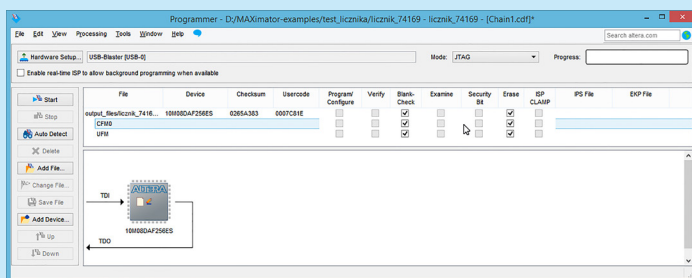 Programmer - D:/MAXimator-examples/test_licznika/licznik_74169 - licznik_74169 - [Chain1.cdf]*
File Edit View Processing Tools Window Help
Search altera.com
Hardware Setup... USB-Blaster [USB-0] Mode: JTAG Progress:
Enable real-time ISP to allow background programming when available
Start
Stop
Auto Detect
Delete
Add File...
Change File...
Save File
Add Device...
Up
Down
File Device Checksum Usercode Program/Configure Verify Blank-Check Examine Security Bit Erase ISP CLAMP IPS File EKP File
output_files/licznik_7416... 10M08DAF256ES 0265A383 0007C81E
CFM0
UFM
TDI
ALTERA
10M08DAF256ES
TDO